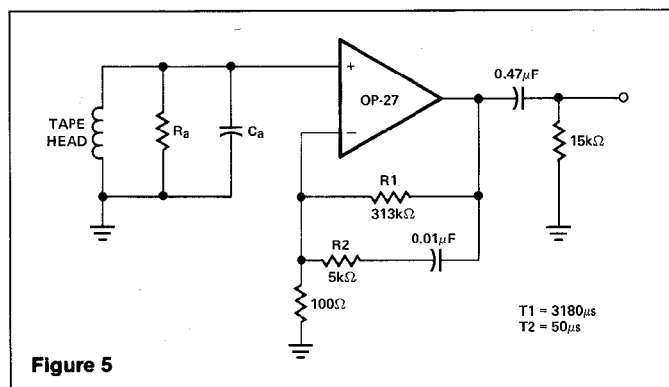 TAPE
HEAD
Ra
Ca
+
−
OP-27
0.47μF
15kΩ
R1
313kΩ
0.01μF
R2
5kΩ
100Ω
T1 = 3180μs
T2 = 50μs
Figure 5